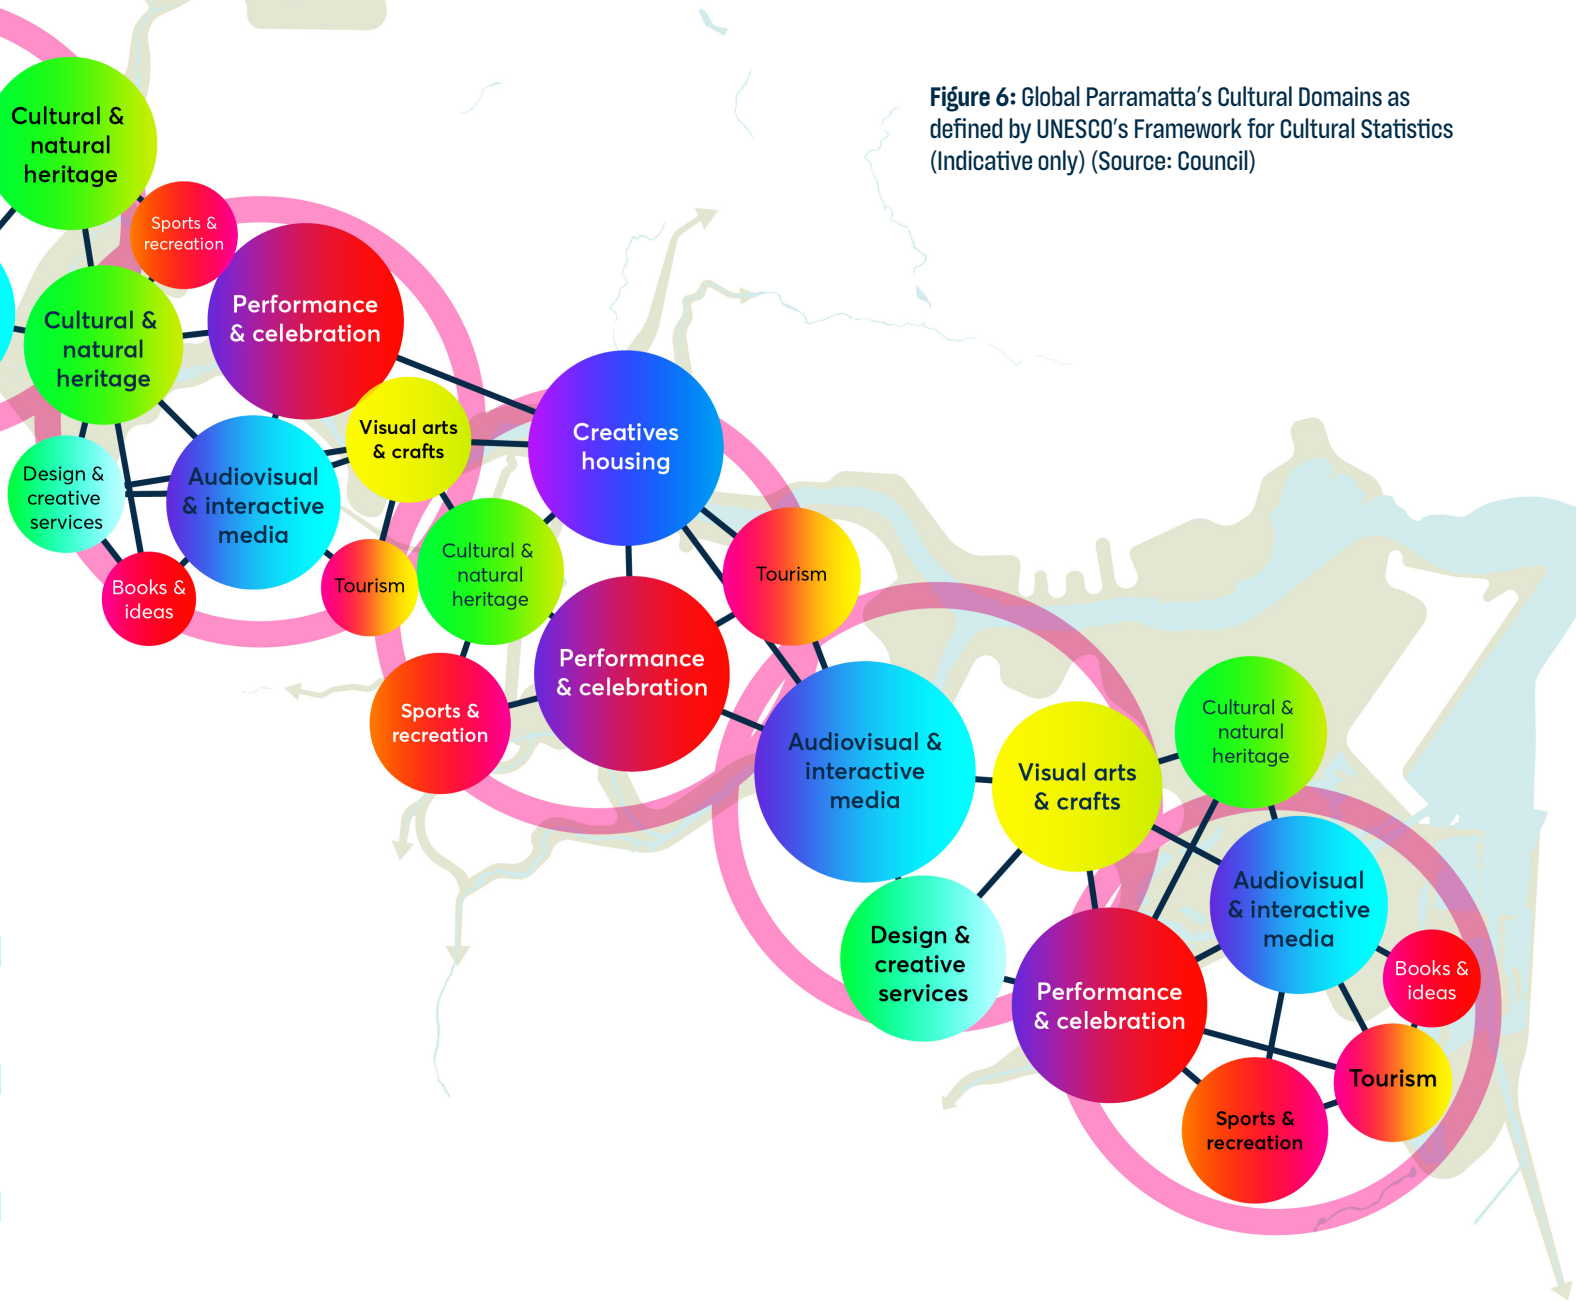 Figure 6: Global Parramatta's Cultural Domains as
defined by UNESCO's Framework for Cultural Statistics
(Indicative only) (Source: Council)
Cultural &
natural
heritage
Sports &
recreation
Performance
& celebration
Cultural &
natural
heritage
Visual arts
& crafts
Creatives
housing
Design &
creative
services
Audiovisual
& interactive
media
Books &
ideas
Tourism
Cultural &
natural
heritage
Tourism
Sports &
recreation
Performance
& celebration
Audiovisual &
interactive
media
Visual arts
& crafts
Cultural &
natural
heritage
Design &
creative
services
Performance
& celebration
Audiovisual
& interactive
media
Books &
ideas
Tourism
Sports &
recreation